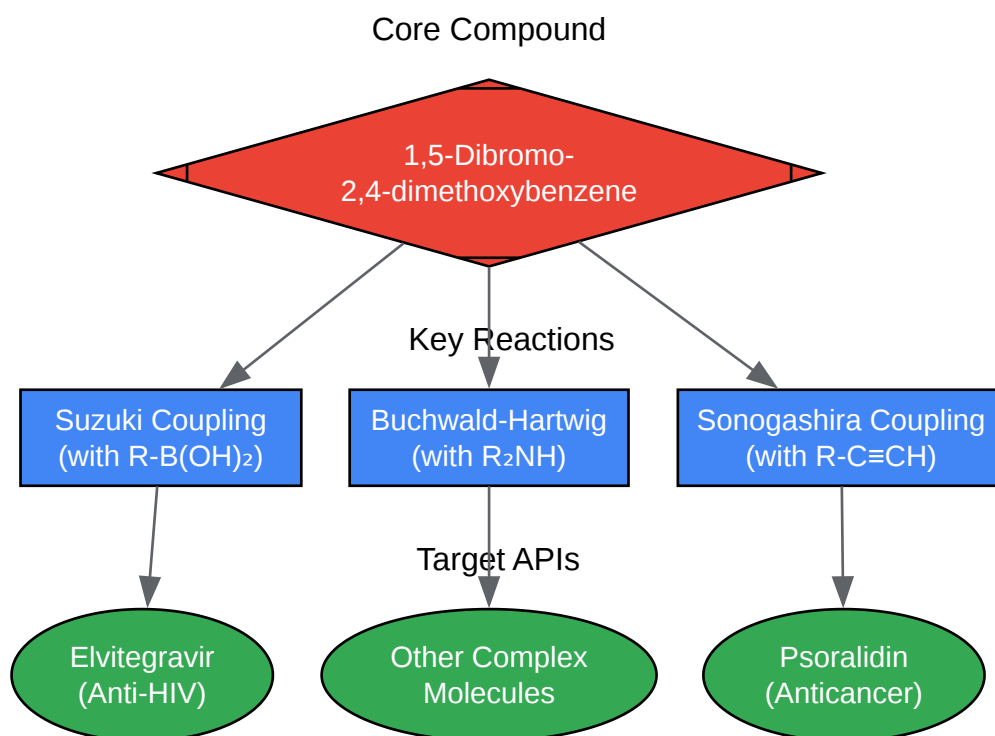 Core Compound
1,5-Dibromo-
2,4-dimethoxybenzene
Key Reactions
Suzuki Coupling
(with R-B(OH)₂)
Buchwald-Hartwig
(with R₂NH)
Sonogashira Coupling
(with R-C≡CH)
Target APIs
Elvitegravir
(Anti-HIV)
Other Complex
Molecules
Psoralidin
(Anticancer)